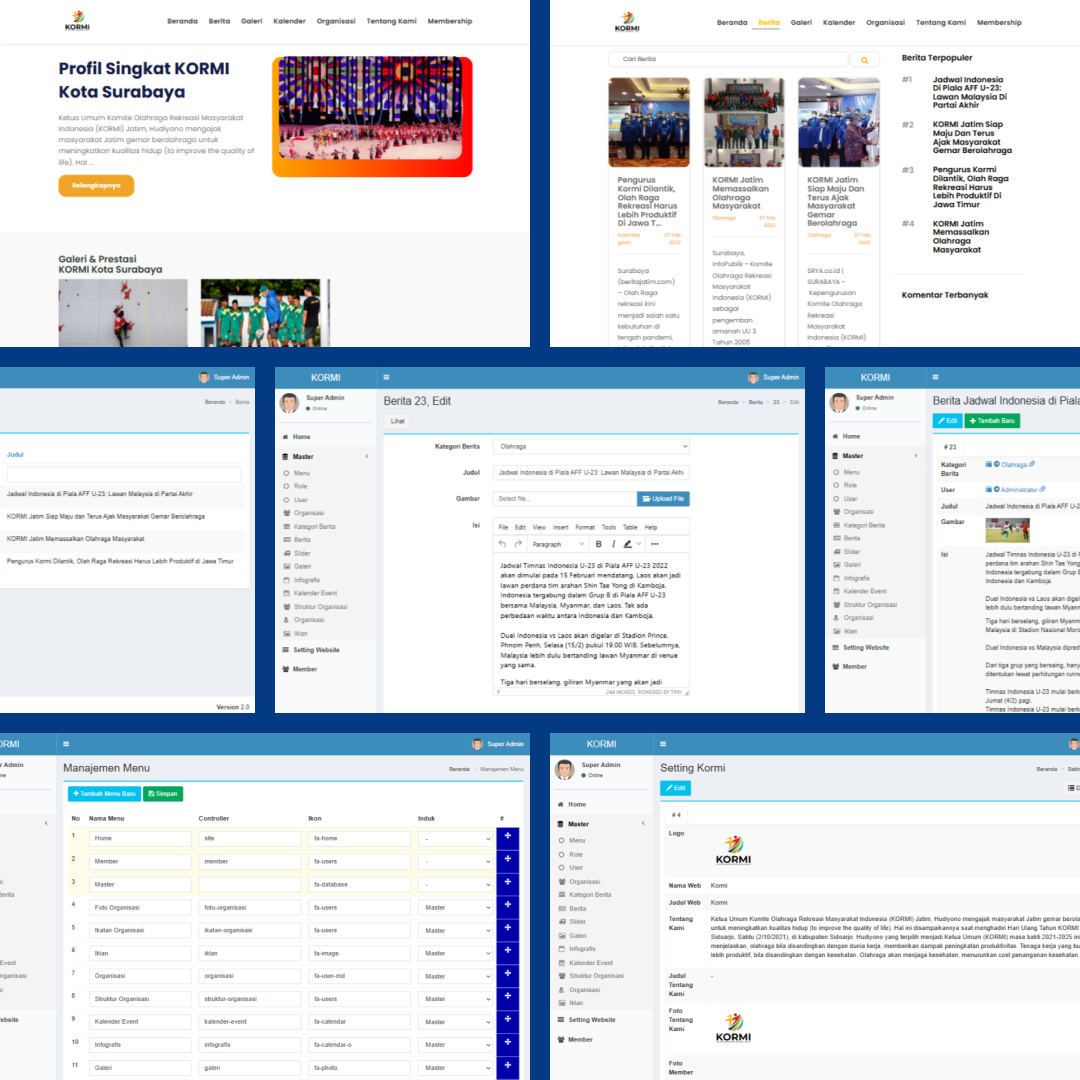 KORMI
Beranda Berita Galeri Kalender Organisasi Tentang Kami Membership
Profil Singkat KORMI
Kota Surabaya
Ketua Umum Komite Olahraga Rekreasi Masyarakat
Indonesia (KORMI) Jatim, Hudiyono mengajak
masyarakat Jatim gemar berolahraga untuk
meningkatkan kualitas hidup (to improve the quality of
life). Hal ...
Selengkapnya
Galeri & Prestasi
KORMI Kota Surabaya
KORMI
Beranda Berita Galeri Kalender Organisasi Tentang Kami Membership
Cari Berita
Pengurus
Kormi Dilantik,
Olah Raga
Rekreasi Harus
Lebih Produktif
Di Jawa T...
07 Feb
2022
Surabaya
(beritajatim.com)
– Olah Raga
rekreasi kini
menjadi salah satu
kebutuhan di
tengah pandemi,
KORMI Jatim
Memassalkan
Olahraga
Masyarakat
Olahraga 07 Feb
2022
Surabaya,
InfoPublik - Komite
Olahraga Rekreasi
Masyarakat
Indonesia (KORMI)
sebagai
pengemban
amanah UU 3
Tahun 2005
KORMI Jatim
Siap Maju Dan
Terus Ajak
Masyarakat
Gemar
Berolahraga
Olahraga 07 Feb
2022
SRYA.co.id |
SURABAYA -
Kepengurusan
Komite Olahraga
Rekreasi
Masyarakat
Indonesia (KORMI)
Berita Terpopuler
#1 Jadwal Indonesia
Di Piala AFF U-23:
Lawan Malaysia Di
Partai Akhir
#2 KORMI Jatim Siap
Maju Dan Terus
Ajak Masyarakat
Gemar Berolahraga
#3 Pengurus Kormi
Dilantik, Olah Raga
Rekreasi Harus
Lebih Produktif Di
Jawa Timur
#4 KORMI Jatim
Memassalkan
Olahraga
Masyarakat
Komentar Terbanyak
Super Admin
Beranda > Berita
Judul
Jadwal Indonesia di Piala AFF U-23: Lawan Malaysia di Partai Akhir
KORMI Jatim Siap Maju dan Terus Ajak Masyarakat Gemar Berolahraga
KORMI Jatim Memassalkan Olahraga Masyarakat
Pengurus Kormi Dilantik, Olah Raga Rekreasi Harus Lebih Produktif di Jawa Timur
Version 2.0
KORMI
Super Admin
Super Admin
Online
Home
Master
Menu
Role
User
Organisasi
Kategori Berita
Berita
Slider
Galeri
Infografis
Kalender Event
Struktur Organisasi
Organisasi
Iklan
Setting Website
Member
Berita 23, Edit
Beranda > Berita > 23 > Edit
Lihat
Kategori Berita Olahraga
Judul Jadwal Indonesia di Piala AFF U-23: Lawan Malaysia di Partai Akhi
Gambar Select file... Upload File
Isi
File Edit View Insert Format Tools Table Help
Paragraph B I
Jadwal Timnas Indonesia U-23 di Piala AFF U-23 2022
akan dimulai pada 15 Februari mendatang. Laos akan jadi
lawan perdana tim arahan Shin Tae Yong di Kamboja.
Indonesia tergabung dalam Grup B di Piala AFF U-23
bersama Malaysia, Myanmar, dan Laos. Tak ada
perbedaan waktu antara Indonesia dan Kamboja.
Duel Indonesia vs Laos akan digelar di Stadion Prince,
Phnom Penh, Selasa (15/2) pukul 19.00 WIB. Sebelumnya,
Malaysia lebih dulu bertanding lawan Myanmar di venue
yang sama.
Tiga hari berselang, giliran Myanmar yang akan jadi
P 244 WORDS POWERED BY TINY
KORMI
Super Admin
Online
Home
Master
Menu
Role
User
Organisasi
Kategori Berita
Berita
Slider
Galeri
Infografis
Kalender Event
Struktur Organisasi
Organisasi
Iklan
Setting Website
Member
Berita Jadwal Indonesia di Piala
Edit Tambah Baru
# 23
Kategori
Berita
Olahraga
User Administrator
Judul Jadwal Indonesia di Piala AFF U-2
Gambar
Isi
Jadwal Timnas Indonesia U-23 di Piala AFF
perdana tim arahan Shin Tae Yong
Indonesia tergabung dalam Grup B
Indonesia dan Kamboja.
Duel Indonesia vs Laos akan digel
lebih dulu bertanding lawan Myanm
Tiga hari berselang, giliran Myanm
Malaysia di Stadion Nasional Moro
Duel Indonesia vs Malaysia dipred
Dari tiga grup yang bersaing, hany
ditentukan lewat perhitungan runne
Timnas Indonesia U-23 mulai berk
Jumat (4/2) pagi.
Timnas Indonesia U-23 mulai berk
ORMI
Super Admin
er Admin
ne
si
Berita
Event
ebsite
Manajemen Menu
Beranda > Manajemen Menu
Tambah Menu Baru Simpan
No Nama Menu Controller Ikon Induk #
1 Home site fa-home -
2 Member member fa-users -
3 Master fa-database -
4 Foto Organisasi foto-organisasi fa-users Master
5 Ikatan Organisasi ikatan-organisasi fa-users Master
6 Iklan iklan fa-image Master
7 Organisasi organisasi fa-user-md Master
8 Struktur Organisasi struktur-organisasi fa-users Master
9 Kalender Event kalender-event fa-calendar Master
10 Infografis infografis fa-calendar-o Master
11 Galeri galeri fa-photo Master
KORMI
Super Admin
Online
Home
Master
Menu
Role
User
Organisasi
Kategori Berita
Berita
Slider
Galeri
Infografis
Kalender Event
Struktur Organisasi
Organisasi
Iklan
Setting Website
Member
Setting Kormi
Beranda > Settin
Edit
# 4
Logo
KORMI
Nama Web Kormi
Judul Web Kormi
Tentang
Kami
Ketua Umum Komite Olahraga Rekreasi Masyarakat Indonesia (KORMI) Jatim, Hudiyono mengajak masyarakat Jatim gemar berola
untuk meningkatkan kualitas hidup (to improve the quality of life). Hal ini disampaikannya saat menghadiri Hari Ulang Tahun KORMI
Sidoarjo, Sabtu (2/10/2021), di kabupaten Sidoarjo. Hudiyono yang terpilih menjadi Ketua Umum (KORMI) masa bakti 2021-2025 ini
menjelaskan, olahraga bila disandingkan dengan dunia kerja, memberikan dampak peningkatan produktivitas. Tenaga kerja yang bu
lebih produktif, bila disandingkan dengan kesehatan. Olahraga akan menjaga kesehatan, menurunkan cost penanganan kesehatan.
Judul
Tentang
Kami
-
Foto
Tentang
Kami
KORMI
Foto
Member